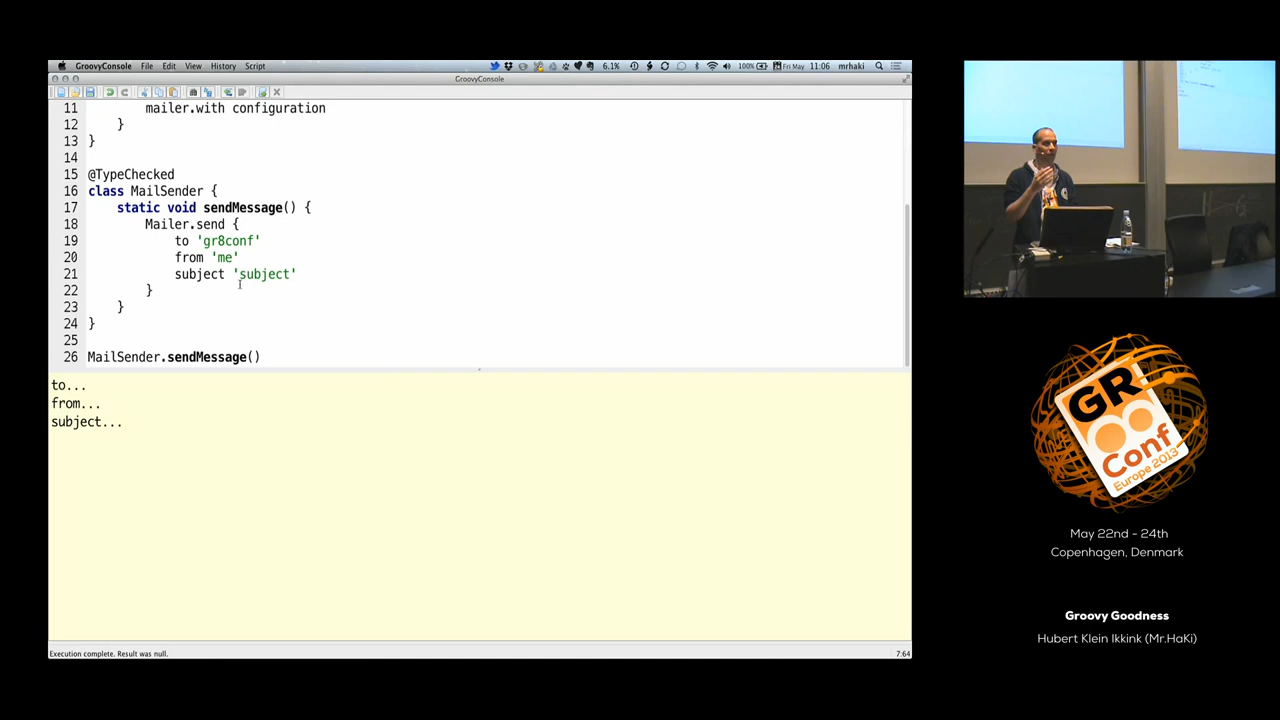 GroovyConsole File Edit View History Script 6.1% 100% Fri May 11:06 mrhaki
GroovyConsole
11 mailer.with configuration
12 }
13 }
14
15 @TypeChecked
16 class MailSender {
17 static void sendMessage() {
18 Mailer.send {
19 to 'gr8conf'
20 from 'me'
21 subject 'subject'
22 }
23 }
24 }
25
26 MailSender.sendMessage()
to...
from...
subject...
Execution complete. Result was null. 7:64
GR
Conf
Europe 2013
May 22nd - 24th
Copenhagen, Denmark
Groovy Goodness
Hubert Klein Ikkink (Mr.HaKi)